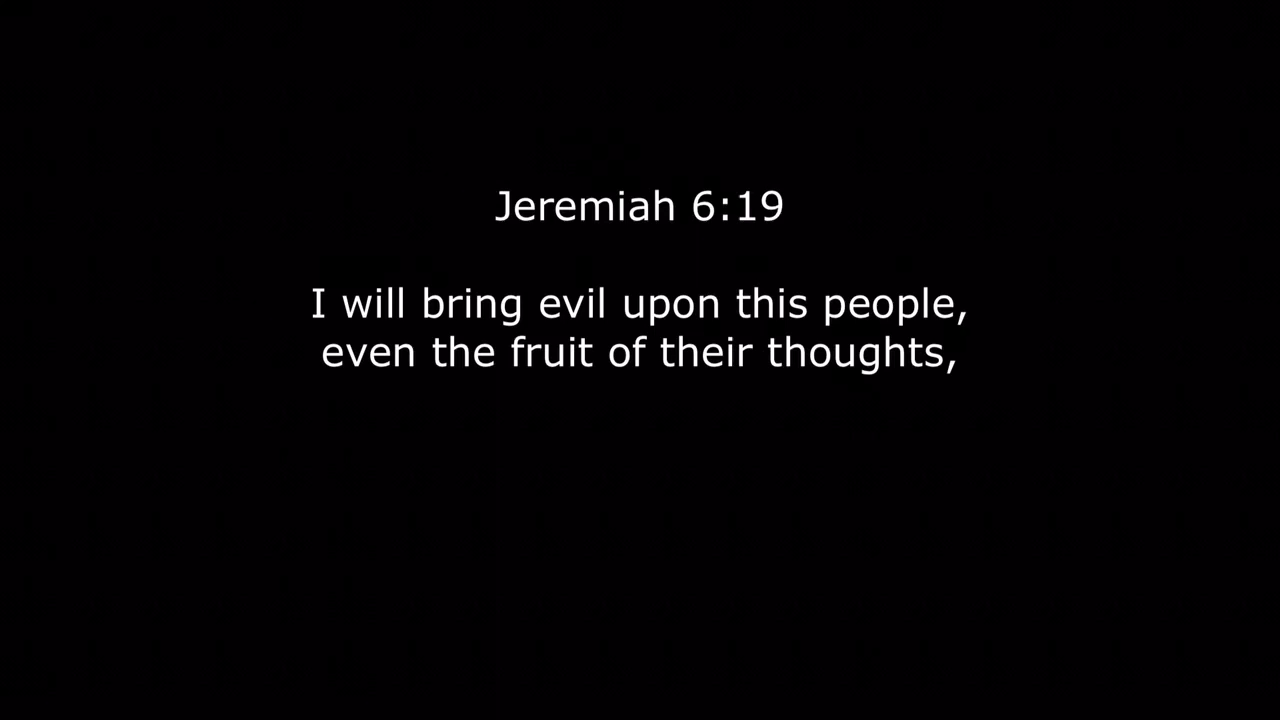 Jeremiah 6:19
I will bring evil upon this people,
even the fruit of their thoughts,